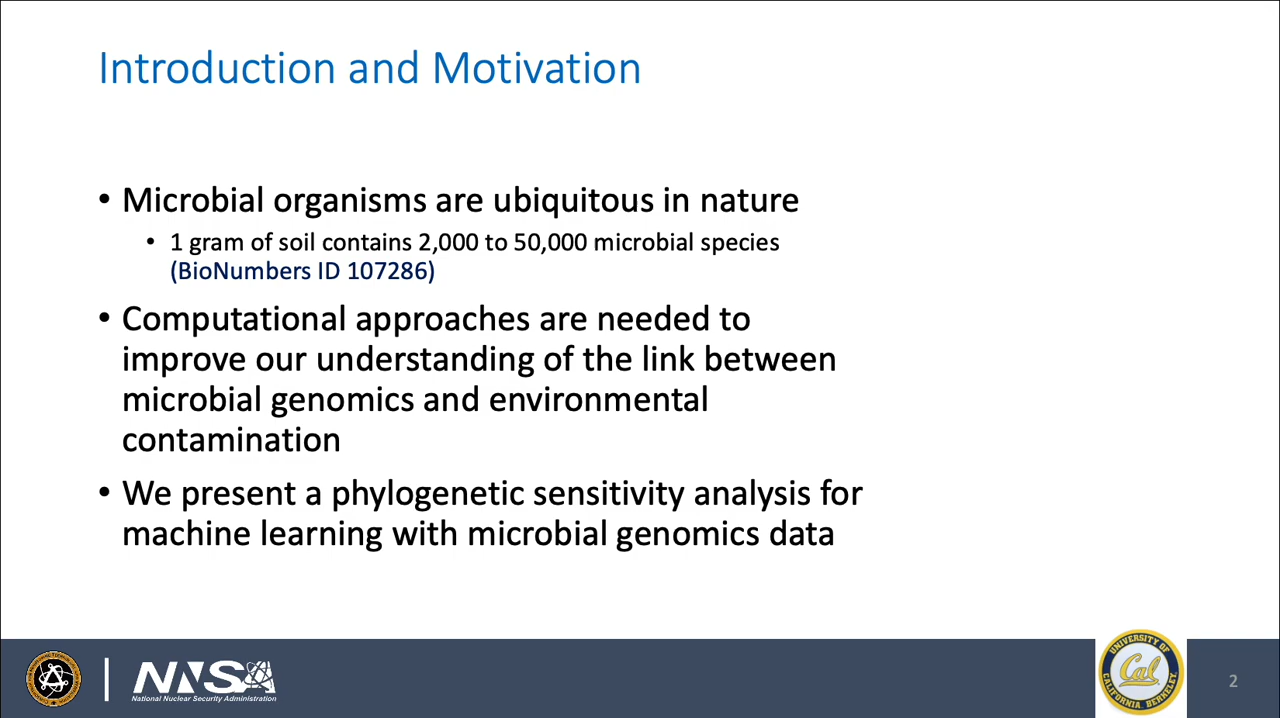 Introduction and Motivation
• Microbial organisms are ubiquitous in nature
• 1 gram of soil contains 2,000 to 50,000 microbial species
(BioNumbers ID 107286)
• Computational approaches are needed to
improve our understanding of the link between
microbial genomics and environmental
contamination
• We present a phylogenetic sensitivity analysis for
machine learning with microbial genomics data
NNSA
National Nuclear Security Administration
UNIVERSITY OF
Cal
CALIFORNIA, BERKELEY
2